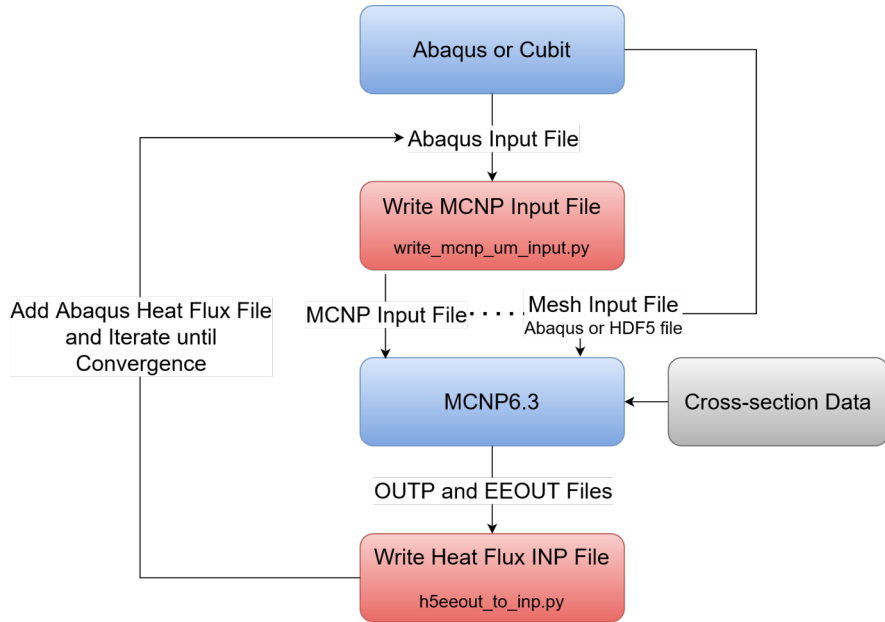 Abaqus or Cubit
Abaqus Input File
Write MCNP Input File
write_mcnp_um_input.py
Add Abaqus Heat Flux File
and Iterate until
Convergence
MCNP Input File
Mesh Input File
Abaqus or HDF5 file
MCNP6.3
Cross-section Data
OUTP and EEOUT Files
Write Heat Flux INP File
h5eeout_to_inp.py